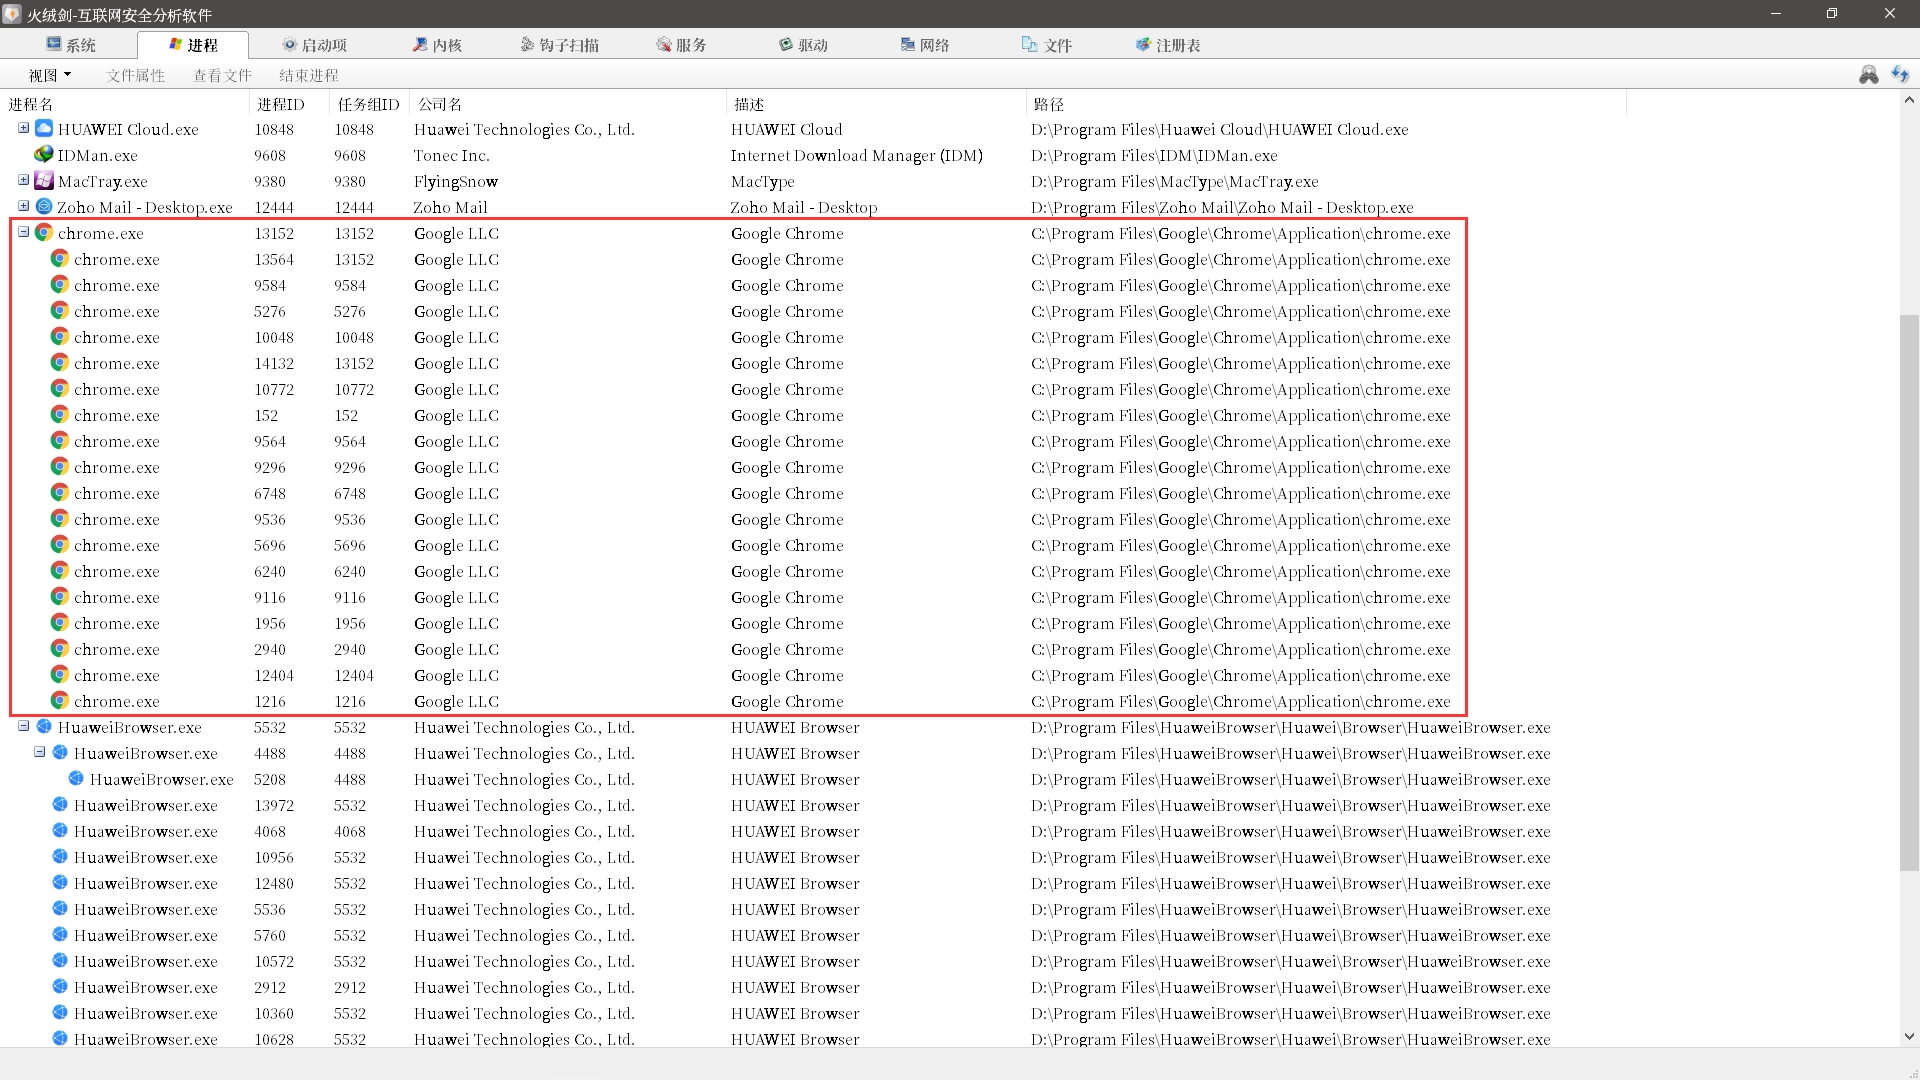 火绒剑-互联网安全分析软件
系统 进程 启动项 内核 钩子扫描 服务 驱动 网络 文件 注册表
视图 文件属性 查看文件 结束进程
进程名 进程ID 任务组ID 公司名 描述 路径
HUAWEI Cloud.exe 10848 10848 Huawei Technologies Co., Ltd. HUAWEI Cloud D:\Program Files\Huawei Cloud\HUAWEI Cloud.exe
IDMan.exe 9608 9608 Tonec Inc. Internet Download Manager (IDM) D:\Program Files\IDM\IDMan.exe
MacTray.exe 9380 9380 FlyingSnow MacType D:\Program Files\MacType\MacTray.exe
Zoho Mail - Desktop.exe 12444 12444 Zoho Mail Zoho Mail - Desktop D:\Program Files\Zoho Mail\Zoho Mail - Desktop.exe
chrome.exe 13152 13152 Google LLC Google Chrome C:\Program Files\Google\Chrome\Application\chrome.exe
chrome.exe 13564 13152 Google LLC Google Chrome C:\Program Files\Google\Chrome\Application\chrome.exe
chrome.exe 9584 9584 Google LLC Google Chrome C:\Program Files\Google\Chrome\Application\chrome.exe
chrome.exe 5276 5276 Google LLC Google Chrome C:\Program Files\Google\Chrome\Application\chrome.exe
chrome.exe 10048 10048 Google LLC Google Chrome C:\Program Files\Google\Chrome\Application\chrome.exe
chrome.exe 14132 13152 Google LLC Google Chrome C:\Program Files\Google\Chrome\Application\chrome.exe
chrome.exe 10772 10772 Google LLC Google Chrome C:\Program Files\Google\Chrome\Application\chrome.exe
chrome.exe 152 152 Google LLC Google Chrome C:\Program Files\Google\Chrome\Application\chrome.exe
chrome.exe 9564 9564 Google LLC Google Chrome C:\Program Files\Google\Chrome\Application\chrome.exe
chrome.exe 9296 9296 Google LLC Google Chrome C:\Program Files\Google\Chrome\Application\chrome.exe
chrome.exe 6748 6748 Google LLC Google Chrome C:\Program Files\Google\Chrome\Application\chrome.exe
chrome.exe 9536 9536 Google LLC Google Chrome C:\Program Files\Google\Chrome\Application\chrome.exe
chrome.exe 5696 5696 Google LLC Google Chrome C:\Program Files\Google\Chrome\Application\chrome.exe
chrome.exe 6240 6240 Google LLC Google Chrome C:\Program Files\Google\Chrome\Application\chrome.exe
chrome.exe 9116 9116 Google LLC Google Chrome C:\Program Files\Google\Chrome\Application\chrome.exe
chrome.exe 1956 1956 Google LLC Google Chrome C:\Program Files\Google\Chrome\Application\chrome.exe
chrome.exe 2940 2940 Google LLC Google Chrome C:\Program Files\Google\Chrome\Application\chrome.exe
chrome.exe 12404 12404 Google LLC Google Chrome C:\Program Files\Google\Chrome\Application\chrome.exe
chrome.exe 1216 1216 Google LLC Google Chrome C:\Program Files\Google\Chrome\Application\chrome.exe
HuaweiBrowser.exe 5532 5532 Huawei Technologies Co., Ltd. HUAWEI Browser D:\Program Files\HuaweiBrowser\Huawei\Browser\HuaweiBrowser.exe
HuaweiBrowser.exe 4488 4488 Huawei Technologies Co., Ltd. HUAWEI Browser D:\Program Files\HuaweiBrowser\Huawei\Browser\HuaweiBrowser.exe
HuaweiBrowser.exe 5208 4488 Huawei Technologies Co., Ltd. HUAWEI Browser D:\Program Files\HuaweiBrowser\Huawei\Browser\HuaweiBrowser.exe
HuaweiBrowser.exe 13972 5532 Huawei Technologies Co., Ltd. HUAWEI Browser D:\Program Files\HuaweiBrowser\Huawei\Browser\HuaweiBrowser.exe
HuaweiBrowser.exe 4068 4068 Huawei Technologies Co., Ltd. HUAWEI Browser D:\Program Files\HuaweiBrowser\Huawei\Browser\HuaweiBrowser.exe
HuaweiBrowser.exe 10956 5532 Huawei Technologies Co., Ltd. HUAWEI Browser D:\Program Files\HuaweiBrowser\Huawei\Browser\HuaweiBrowser.exe
HuaweiBrowser.exe 12480 5532 Huawei Technologies Co., Ltd. HUAWEI Browser D:\Program Files\HuaweiBrowser\Huawei\Browser\HuaweiBrowser.exe
HuaweiBrowser.exe 5536 5532 Huawei Technologies Co., Ltd. HUAWEI Browser D:\Program Files\HuaweiBrowser\Huawei\Browser\HuaweiBrowser.exe
HuaweiBrowser.exe 5760 5532 Huawei Technologies Co., Ltd. HUAWEI Browser D:\Program Files\HuaweiBrowser\Huawei\Browser\HuaweiBrowser.exe
HuaweiBrowser.exe 10572 5532 Huawei Technologies Co., Ltd. HUAWEI Browser D:\Program Files\HuaweiBrowser\Huawei\Browser\HuaweiBrowser.exe
HuaweiBrowser.exe 2912 2912 Huawei Technologies Co., Ltd. HUAWEI Browser D:\Program Files\HuaweiBrowser\Huawei\Browser\HuaweiBrowser.exe
HuaweiBrowser.exe 10360 5532 Huawei Technologies Co., Ltd. HUAWEI Browser D:\Program Files\HuaweiBrowser\Huawei\Browser\HuaweiBrowser.exe
HuaweiBrowser.exe 10628 5532 Huawei Technologies Co., Ltd. HUAWEI Browser D:\Program Files\HuaweiBrowser\Huawei\Browser\HuaweiBrowser.exe